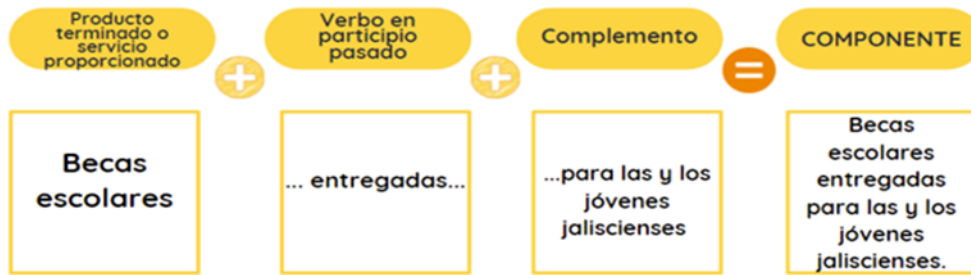 Producto
terminado o
servicio
proporcionado
+
Verbo en
participio
pasado
+
Complemento
=
COMPONENTE
Becas
escolares
... entregadas...
...para las y los
jóvenes
jaliscienses
Becas
escolares
entregadas
para las y los
jóvenes
jaliscienses.